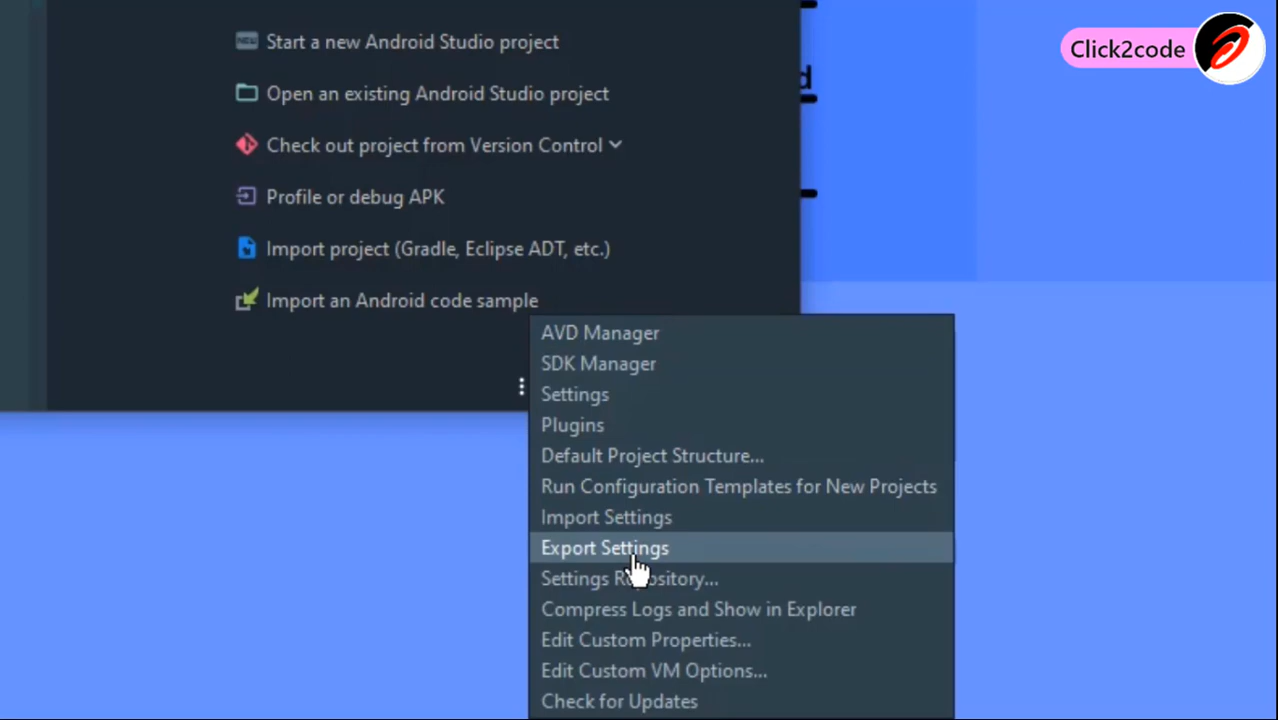 Click2code
Start a new Android Studio project
Open an existing Android Studio project
Check out project from Version Control
Profile or debug APK
Import project (Gradle, Eclipse ADT, etc.)
Import an Android code sample
AVD Manager
SDK Manager
Settings
Plugins
Default Project Structure...
Run Configuration Templates for New Projects
Import Settings
Export Settings
Settings Repository...
Compress Logs and Show in Explorer
Edit Custom Properties...
Edit Custom VM Options...
Check for Updates